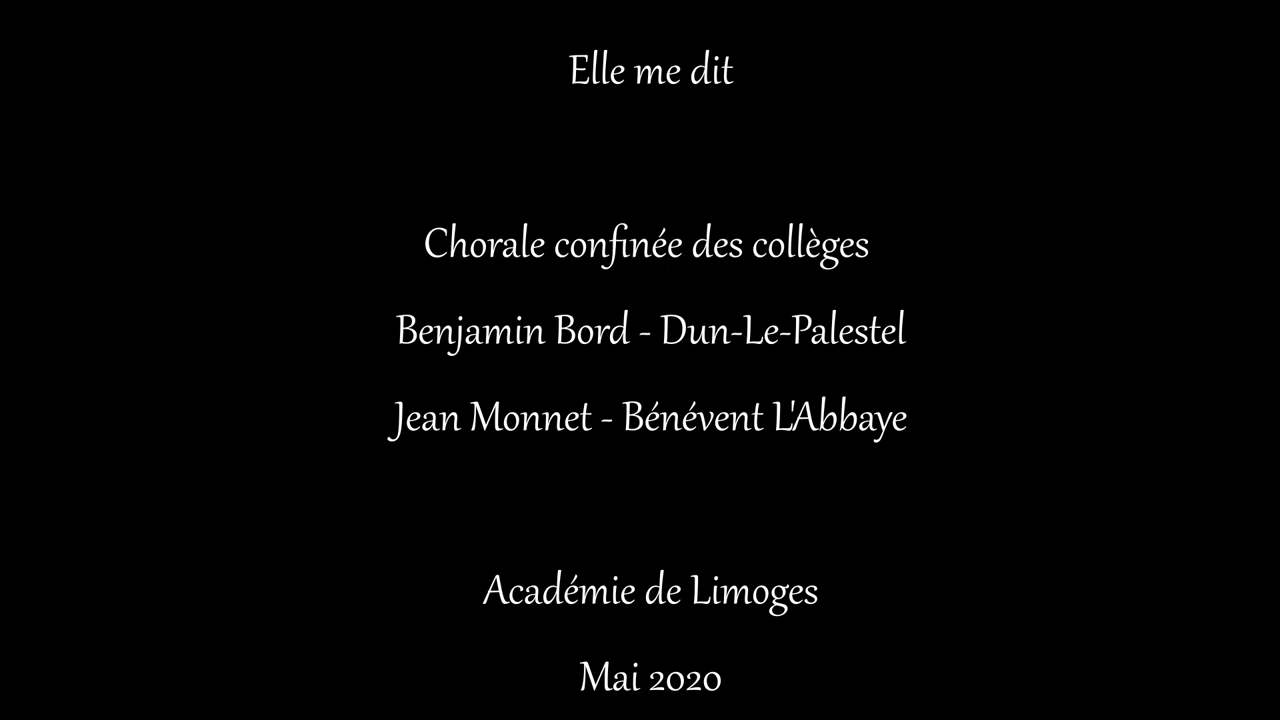 Elle me dit
Chorale confinée des collèges
Benjamin Bord - Dun-Le-Palestel
Jean Monnet - Bénévent L'Abbaye
Académie de Limoges
Mai 2020